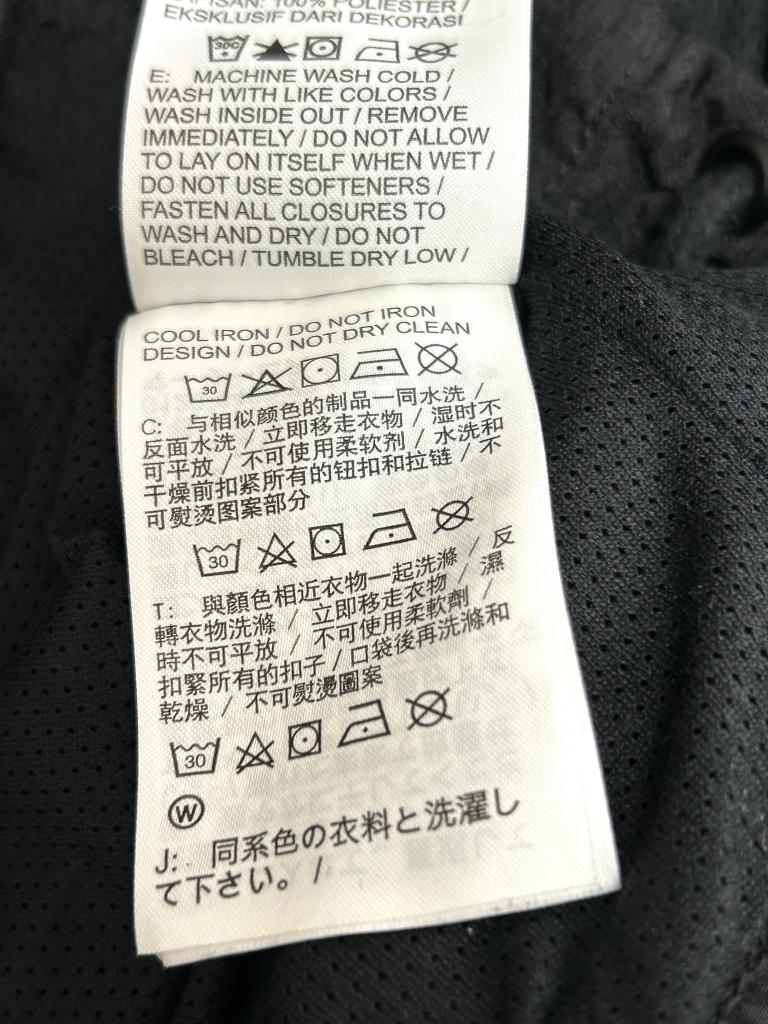 LAPISAN: 100% POLIESTER /
EKSKLUSIF DARI DEKORASI
30C
E: MACHINE WASH COLD /
WASH WITH LIKE COLORS /
WASH INSIDE OUT / REMOVE
IMMEDIATELY / DO NOT ALLOW
TO LAY ON ITSELF WHEN WET /
DO NOT USE SOFTENERS /
FASTEN ALL CLOSURES TO
WASH AND DRY / DO NOT
BLEACH / TUMBLE DRY LOW /
COOL IRON / DO NOT IRON
DESIGN / DO NOT DRY CLEAN
30
C: 与相似颜色的制品一同水洗 /
反面水洗 / 立即移走衣物 / 湿时不
可平放 / 不可使用柔软剂 / 水洗和
干燥前扣紧所有的钮扣和拉链 / 不
可熨烫图案部分
30
T: 與顏色相近衣物一起洗滌 / 反
轉衣物洗滌 / 立即移走衣物 / 濕
時不可平放 / 不可使用柔軟劑 /
扣緊所有的扣子 / 口袋後再洗滌和
乾燥 / 不可熨燙圖案
30
W
J: 同系色の衣料と洗濯し
て下さい。 /